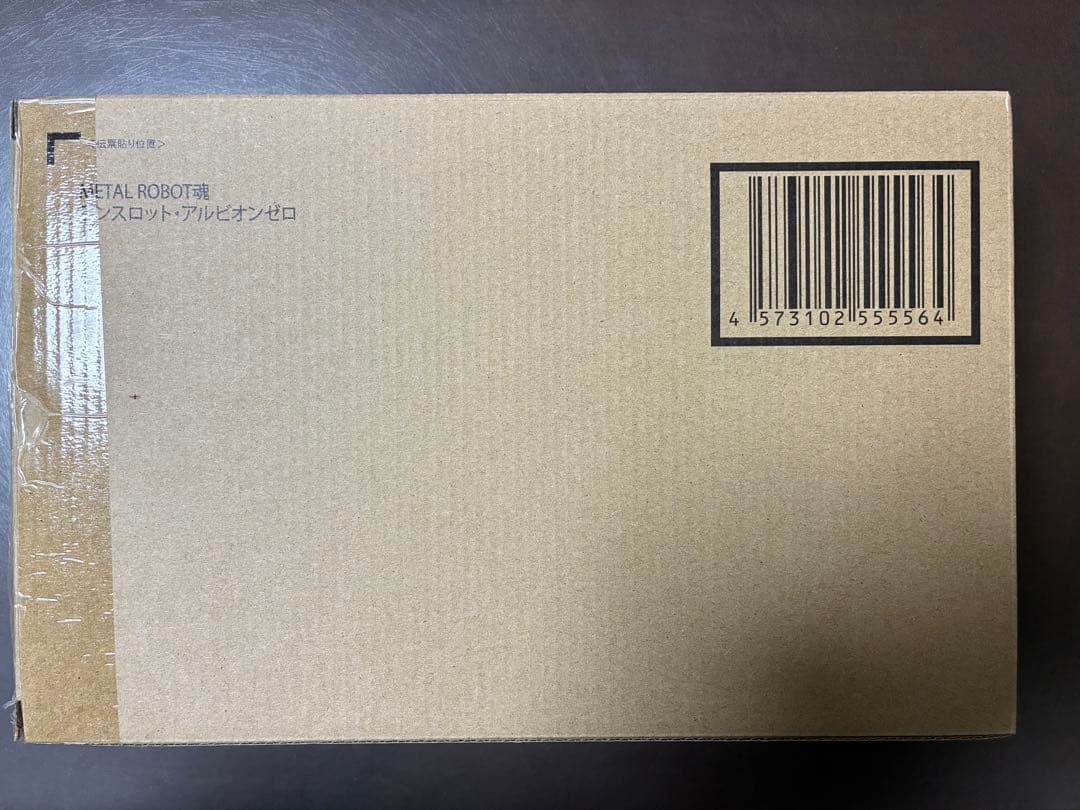 伝票貼り位置＞
METAL ROBOT魂
ンスロット・アルビオンゼロ
4 573102 555564